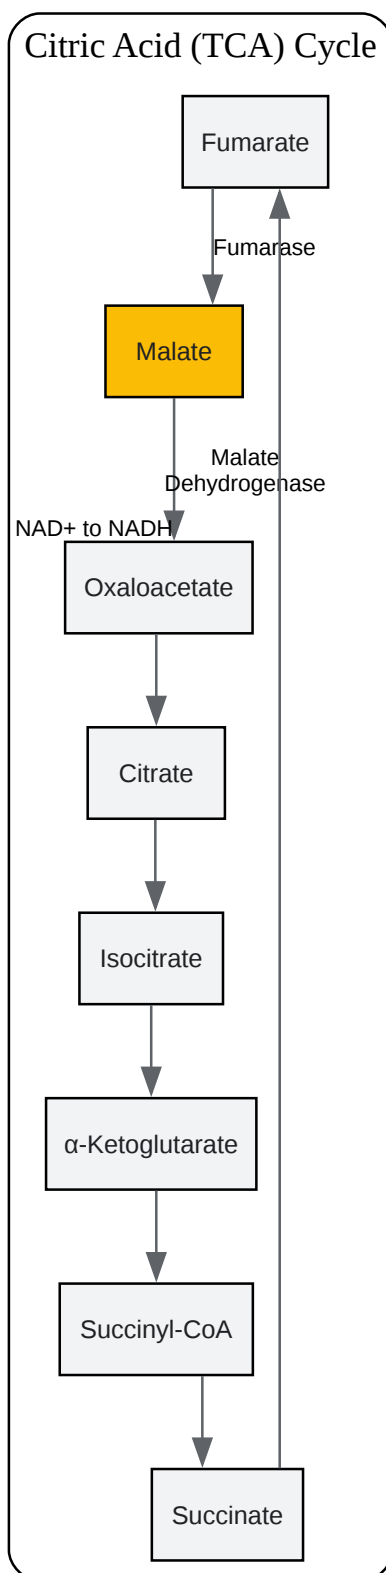 Citric Acid (TCA) Cycle
Fumarate
Fumarase
Malate
Malate
Dehydrogenase
NAD+ to NADH
Oxaloacetate
Citrate
Isocitrate
α-Ketoglutarate
Succinyl-CoA
Succinate